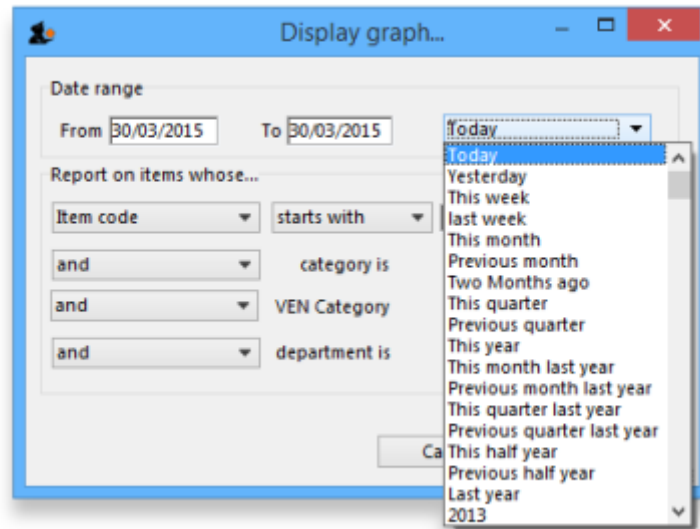 Display graph...
Date range
From 30/03/2015 To 30/03/2015 Today
Today
Yesterday
This week
last week
This month
Previous month
Two Months ago
This quarter
Previous quarter
This year
This month last year
Previous month last year
This quarter last year
Previous quarter last year
This half year
Previous half year
Last year
2013
Report on items whose...
Item code starts with
and category is
and VEN Category
and department is